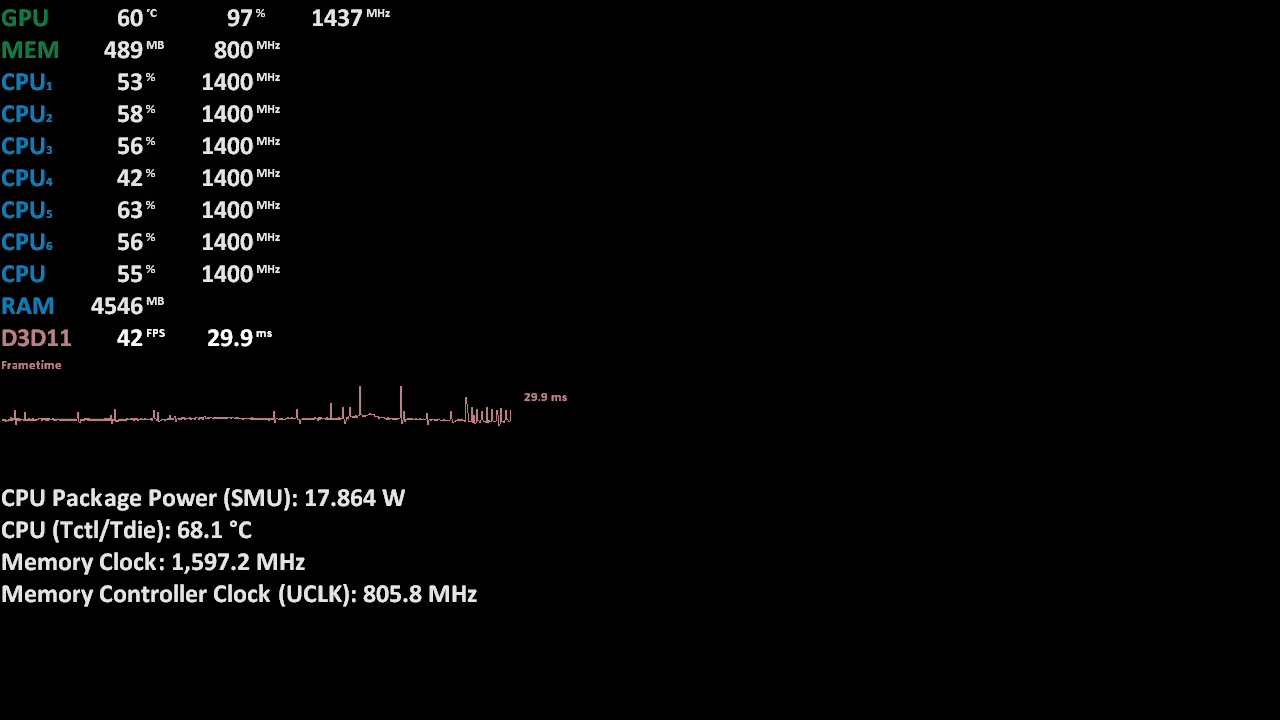 GPU 60 °C 97 % 1437 MHz
MEM 489 MB 800 MHz
CPU1 53 % 1400 MHz
CPU2 58 % 1400 MHz
CPU3 56 % 1400 MHz
CPU4 42 % 1400 MHz
CPU5 63 % 1400 MHz
CPU6 56 % 1400 MHz
CPU 55 % 1400 MHz
RAM 4546 MB
D3D11 42 FPS 29.9 ms
Frametime
29.9 ms
CPU Package Power (SMU): 17.864 W
CPU (Tctl/Tdie): 68.1 °C
Memory Clock: 1,597.2 MHz
Memory Controller Clock (UCLK): 805.8 MHz